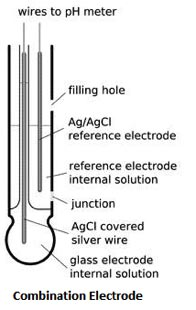 wires to pH meter
filling hole
Ag/AgCl
reference electrode
reference electrode
internal solution
junction
AgCl covered
silver wire
glass electrode
internal solution
Combination Electrode